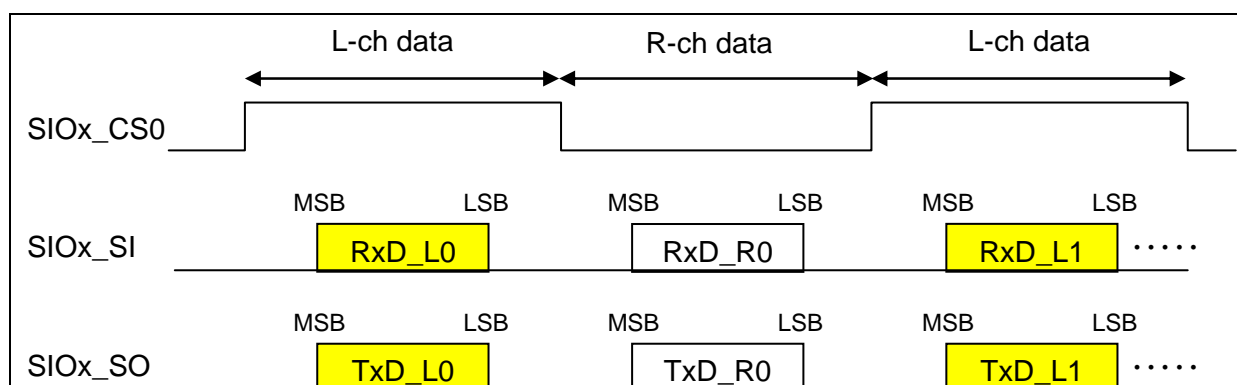 L-ch data R-ch data L-ch data
SIOx_CS0
MSB LSB MSB LSB MSB LSB
SIOx_SI RxD_L0 RxD_R0 RxD_L1 ·····
MSB LSB MSB LSB MSB LSB
SIOx_SO TxD_L0 TxD_R0 TxD_L1 ·····